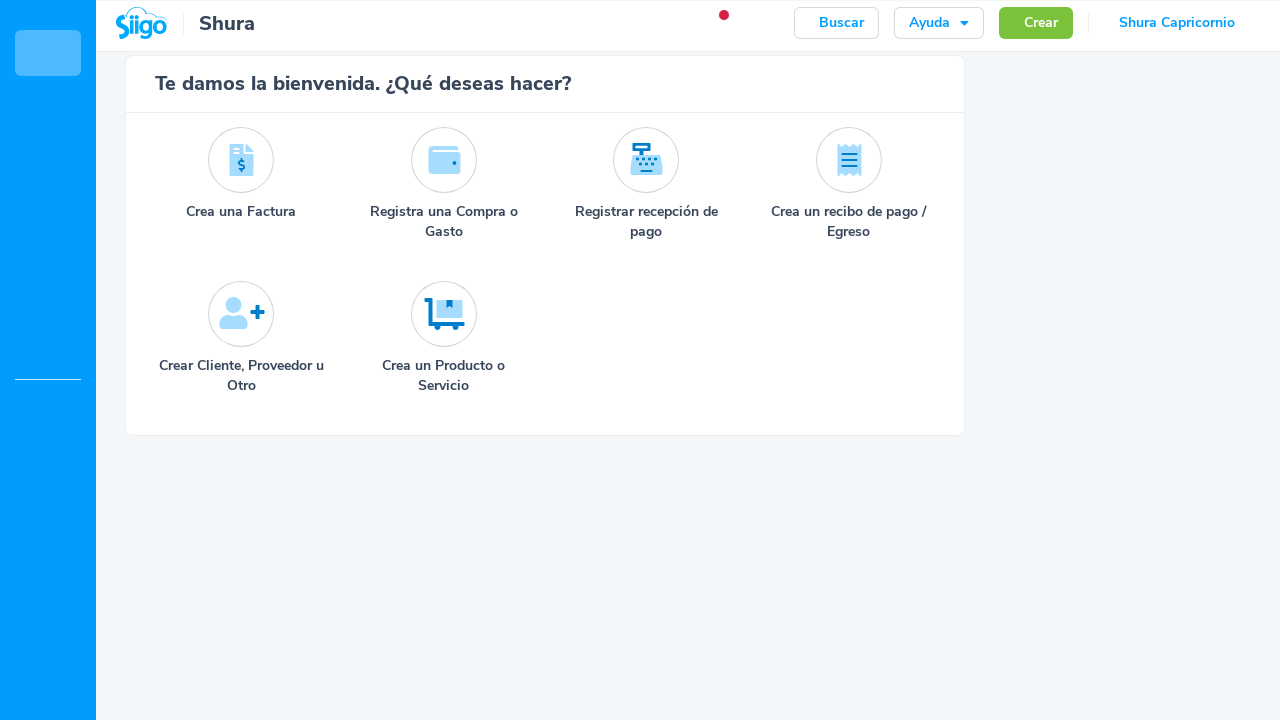 Siigo
Shura
Buscar
Ayuda
Crear
Shura Capricornio
Te damos la bienvenida. ¿Qué deseas hacer?
Crea una Factura
Registra una Compra o
Gasto
Registrar recepción de
pago
Crea un recibo de pago /
Egreso
Crear Cliente, Proveedor u
Otro
Crea un Producto o
Servicio